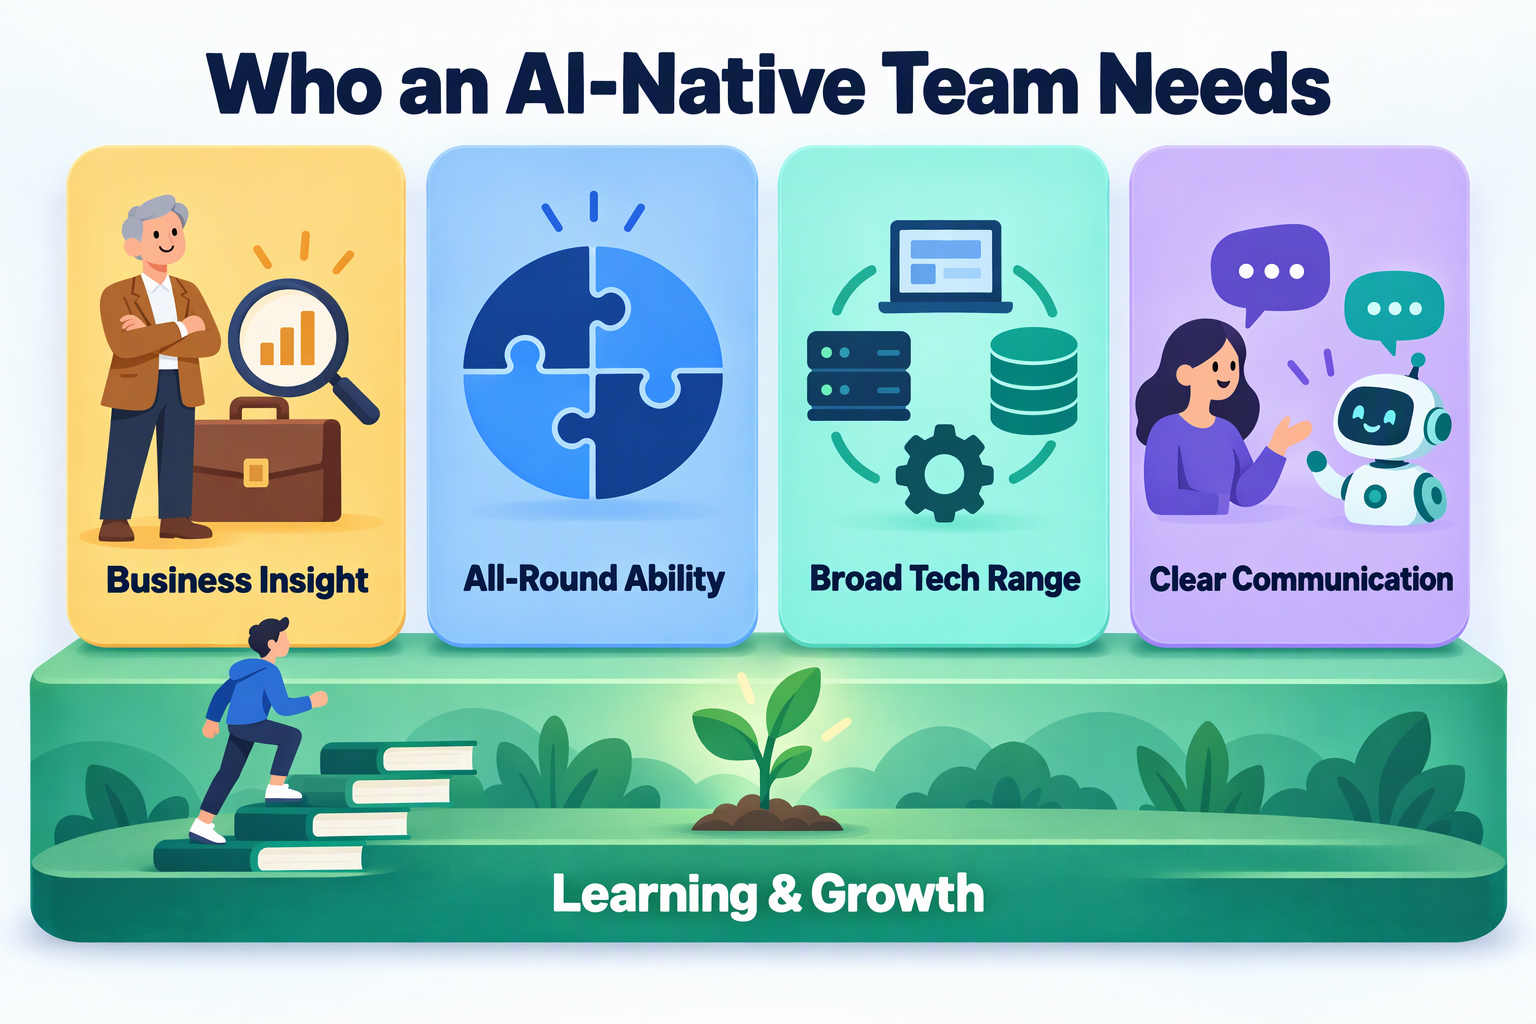 Who an AI-Native Team Needs
Business Insight
All-Round Ability
Broad Tech Range
Clear Communication
Learning & Growth